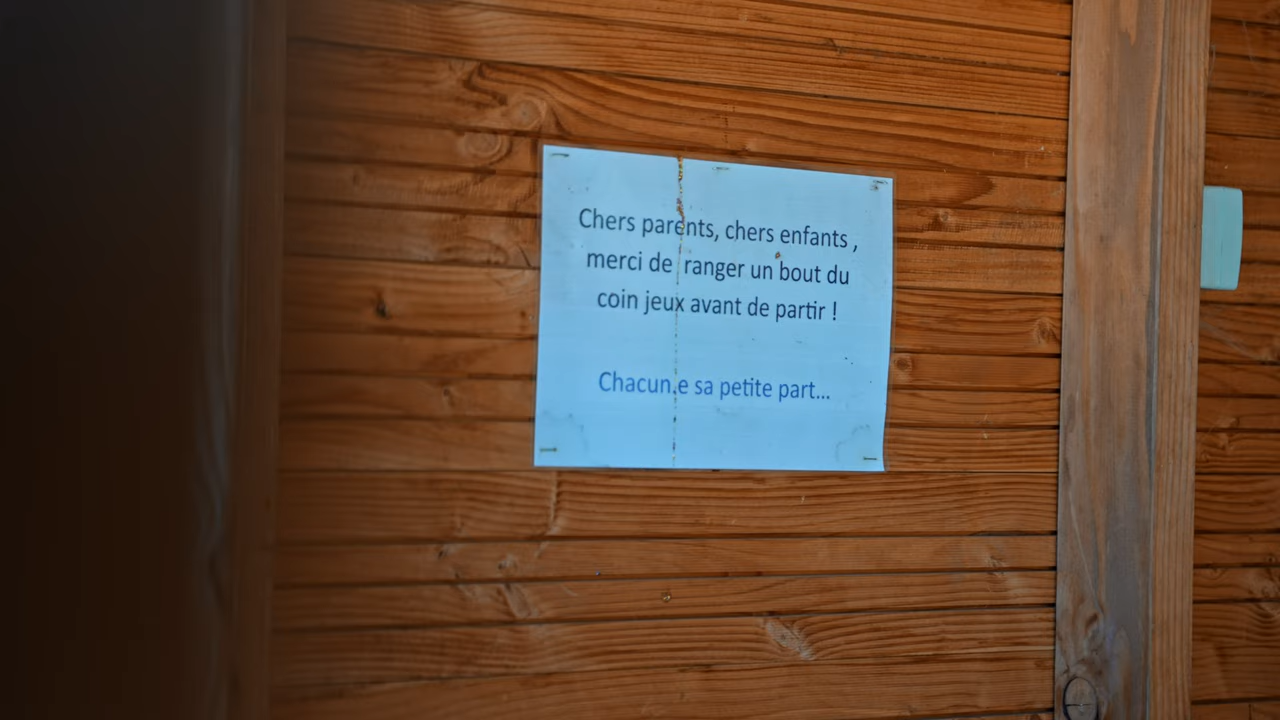 Chers parents, chers enfants ,
merci de ranger un bout du
coin jeux avant de partir !
Chacun.e sa petite part...